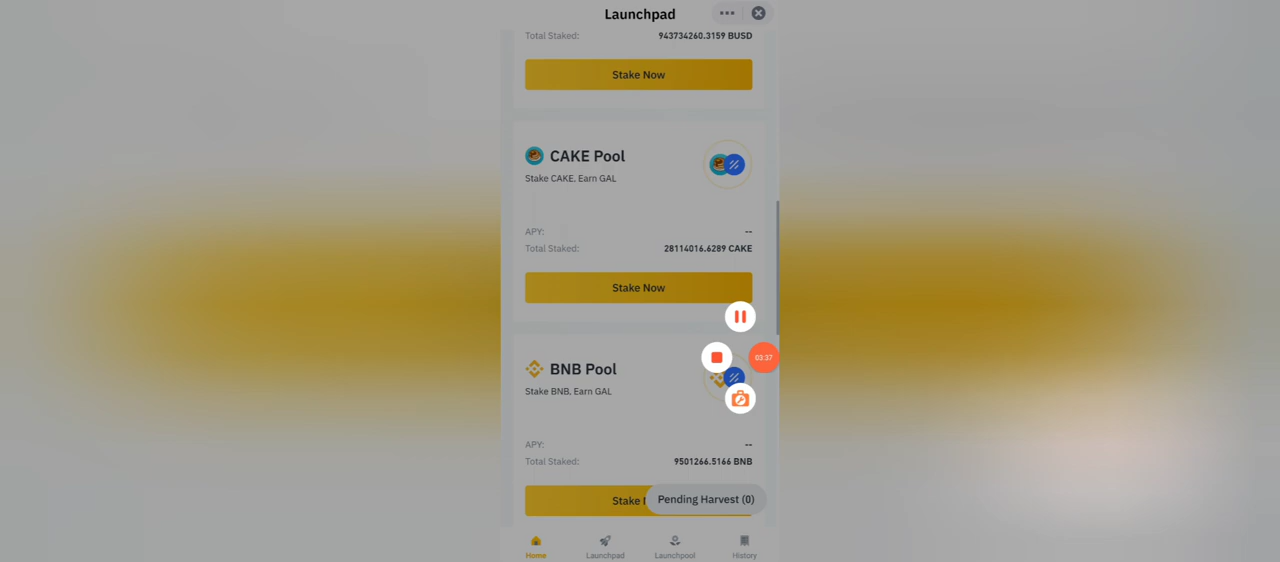 Launchpad
Total Staked: 943734260.3159 BUSD
Stake Now
CAKE Pool
Stake CAKE, Earn GAL
APY: --
Total Staked: 28114016.6289 CAKE
Stake Now
03:37
BNB Pool
Stake BNB, Earn GAL
APY: --
Total Staked: 9501266.5166 BNB
Stake
Pending Harvest (0)
Home Launchpad Launchpool History